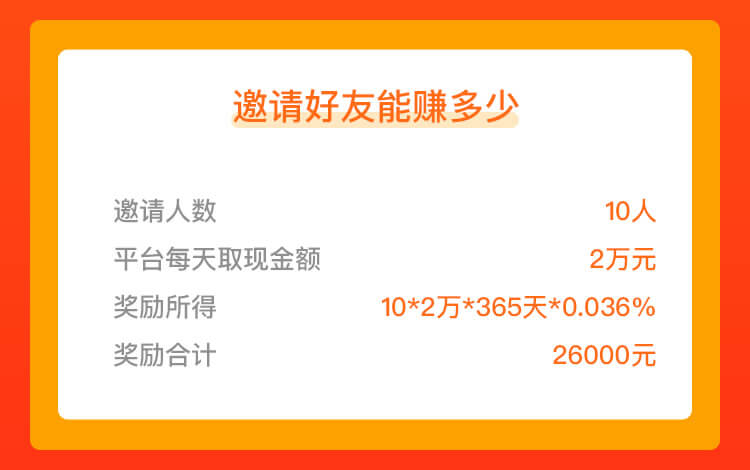 邀请好友能赚多少
邀请人数 10人
平台每天取现金额 2万元
奖励所得 10*2万*365天*0.036%
奖励合计 26000元